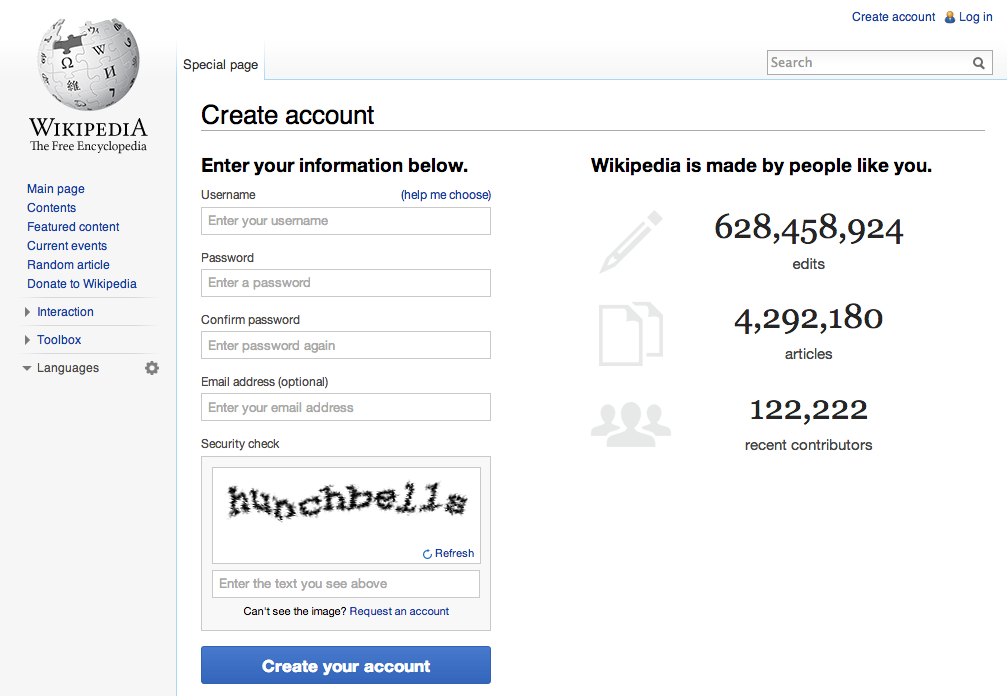 Create account Log in
WIKIPEDIA
The Free Encyclopedia
Special page
Search
Main page
Contents
Featured content
Current events
Random article
Donate to Wikipedia
Interaction
Toolbox
Languages
Create account
Enter your information below.
Username (help me choose)
Enter your username
Password
Enter a password
Confirm password
Enter password again
Email address (optional)
Enter your email address
Security check
hunchbells
Refresh
Enter the text you see above
Can't see the image? Request an account
Create your account
Wikipedia is made by people like you.
628,458,924
edits
4,292,180
articles
122,222
recent contributors